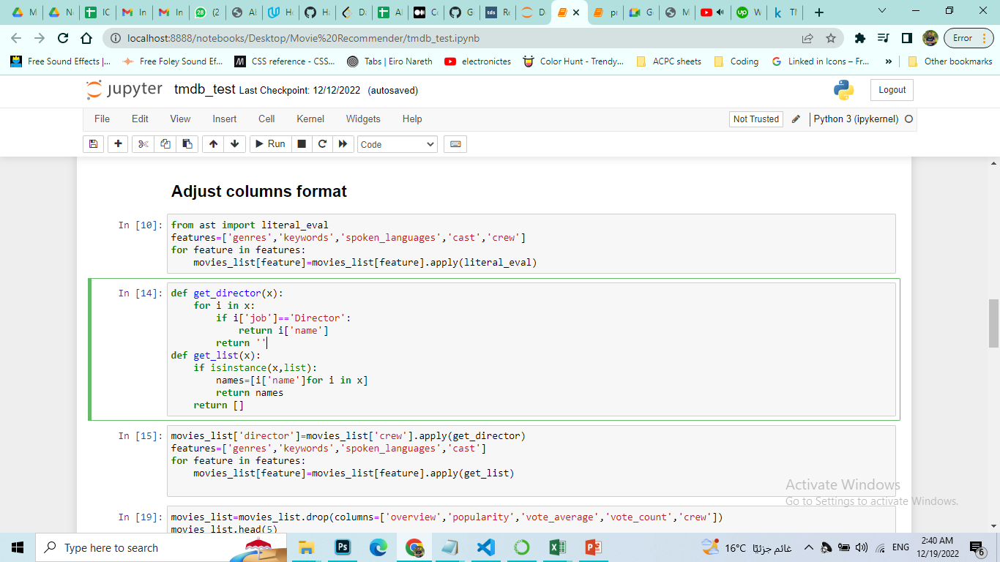 M
N
IC
In
In
(2
Al
Ho
Ha
Da
Al
Co
G
Re
D
pr
G
M
W
Tl
localhost:8888/notebooks/Desktop/Movie%20Recommender/tmdb_test.ipynb
Error
Free Sound Effects |...
Free Foley Sound Ef...
CSS reference - CSS...
Tabs | Eiro Nareth
electronictes
Color Hunt - Trendy...
ACPC sheets
Coding
Linked in Icons – Fr...
»
Other bookmarks
jupyter tmdb_test Last Checkpoint: 12/12/2022 (autosaved)
Logout
File Edit View Insert Cell Kernel Widgets Help
Not Trusted
Python 3 (ipykernel)
Run
Code
Adjust columns format
In [10]:
from ast import literal_eval
features=['genres','keywords','spoken_languages','cast','crew']
for feature in features:
    movies_list[feature]=movies_list[feature].apply(literal_eval)
In [14]:
def get_director(x):
    for i in x:
        if i['job']=='Director':
            return i['name']
        return ''
def get_list(x):
    if isinstance(x,list):
        names=[i['name']for i in x]
        return names
    return []
In [15]:
movies_list['director']=movies_list['crew'].apply(get_director)
features=['genres','keywords','spoken_languages','cast']
for feature in features:
    movies_list[feature]=movies_list[feature].apply(get_list)
In [19]:
movies_list=movies_list.drop(columns=['overview','popularity','vote_average','vote_count','crew'])
movies_list.head(5)
Activate Windows
Go to Settings to activate Windows.
Type here to search
16°C غائم جزئيًا
ENG
2:40 AM
12/19/2022
6